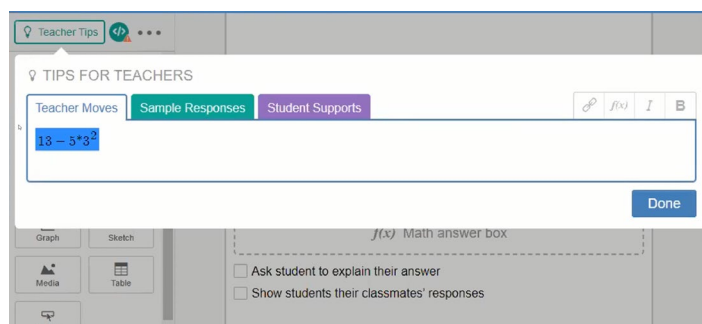 Teacher Tips </> •••
TIPS FOR TEACHERS
Teacher Moves Sample Responses Student Supports f(x) I B
13 − 5*3²
Done
Graph Sketch f(x) Math answer box
Ask student to explain their answer
Media Table
Show students their classmates' responses